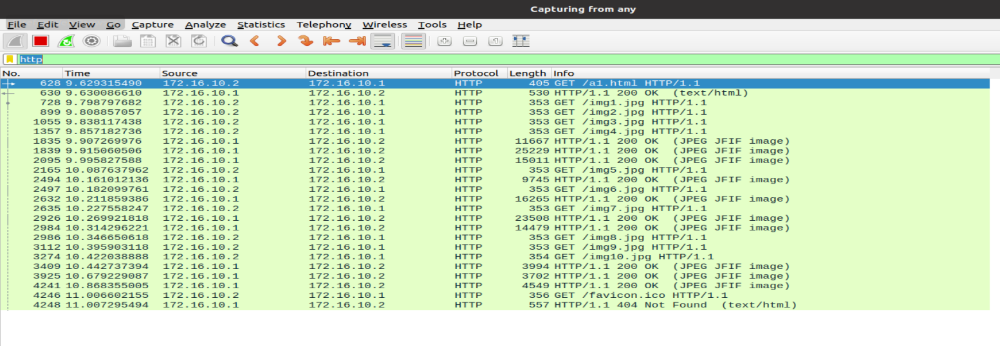 Capturing from any
File Edit View Go Capture Analyze Statistics Telephony Wireless Tools Help
http
No. Time Source Destination Protocol Length Info
628 9.629315490 172.16.10.2 172.16.10.1 HTTP 405 GET /a1.html HTTP/1.1
630 9.630086610 172.16.10.1 172.16.10.2 HTTP 530 HTTP/1.1 200 OK (text/html)
728 9.798797682 172.16.10.2 172.16.10.1 HTTP 353 GET /img1.jpg HTTP/1.1
899 9.808857057 172.16.10.2 172.16.10.1 HTTP 353 GET /img2.jpg HTTP/1.1
1055 9.838117438 172.16.10.2 172.16.10.1 HTTP 353 GET /img3.jpg HTTP/1.1
1357 9.857182736 172.16.10.2 172.16.10.1 HTTP 353 GET /img4.jpg HTTP/1.1
1835 9.907269976 172.16.10.1 172.16.10.2 HTTP 11667 HTTP/1.1 200 OK (JPEG JFIF image)
1839 9.915060506 172.16.10.1 172.16.10.2 HTTP 25229 HTTP/1.1 200 OK (JPEG JFIF image)
2095 9.995827588 172.16.10.1 172.16.10.2 HTTP 15011 HTTP/1.1 200 OK (JPEG JFIF image)
2165 10.087637962 172.16.10.2 172.16.10.1 HTTP 353 GET /img5.jpg HTTP/1.1
2494 10.161012136 172.16.10.1 172.16.10.2 HTTP 9745 HTTP/1.1 200 OK (JPEG JFIF image)
2497 10.182099761 172.16.10.2 172.16.10.1 HTTP 353 GET /img6.jpg HTTP/1.1
2632 10.211859386 172.16.10.1 172.16.10.2 HTTP 16265 HTTP/1.1 200 OK (JPEG JFIF image)
2635 10.227558247 172.16.10.2 172.16.10.1 HTTP 353 GET /img7.jpg HTTP/1.1
2926 10.269921818 172.16.10.1 172.16.10.2 HTTP 23508 HTTP/1.1 200 OK (JPEG JFIF image)
2984 10.314296221 172.16.10.1 172.16.10.2 HTTP 14479 HTTP/1.1 200 OK (JPEG JFIF image)
2986 10.346650618 172.16.10.2 172.16.10.1 HTTP 353 GET /img8.jpg HTTP/1.1
3112 10.395903118 172.16.10.2 172.16.10.1 HTTP 353 GET /img9.jpg HTTP/1.1
3274 10.422038888 172.16.10.2 172.16.10.1 HTTP 354 GET /img10.jpg HTTP/1.1
3409 10.442737394 172.16.10.1 172.16.10.2 HTTP 3994 HTTP/1.1 200 OK (JPEG JFIF image)
3925 10.679229087 172.16.10.1 172.16.10.2 HTTP 3702 HTTP/1.1 200 OK (JPEG JFIF image)
4241 10.868355005 172.16.10.1 172.16.10.2 HTTP 4549 HTTP/1.1 200 OK (JPEG JFIF image)
4246 11.006602155 172.16.10.2 172.16.10.1 HTTP 356 GET /favicon.ico HTTP/1.1
4248 11.007295494 172.16.10.1 172.16.10.2 HTTP 557 HTTP/1.1 404 Not Found (text/html)